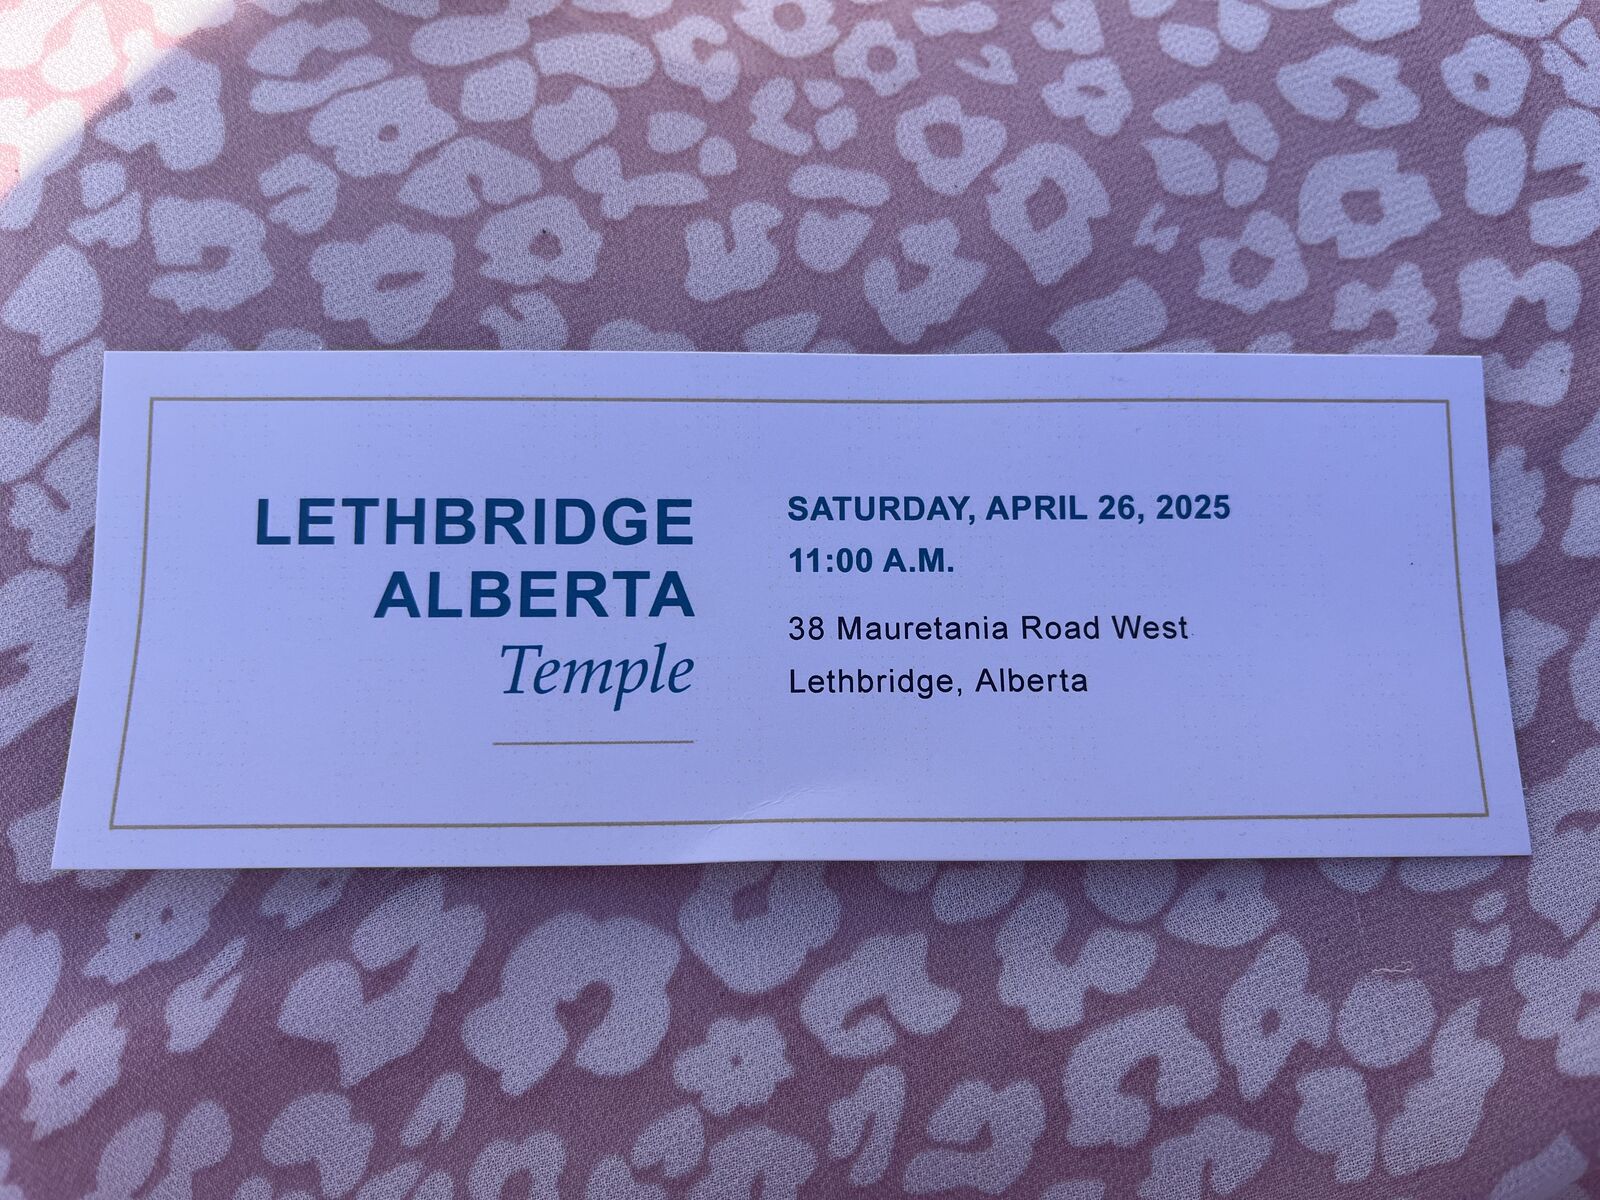 LETHBRIDGE
ALBERTA
Temple
SATURDAY, APRIL 26, 2025
11:00 A.M.
38 Mauretania Road West
Lethbridge, Alberta